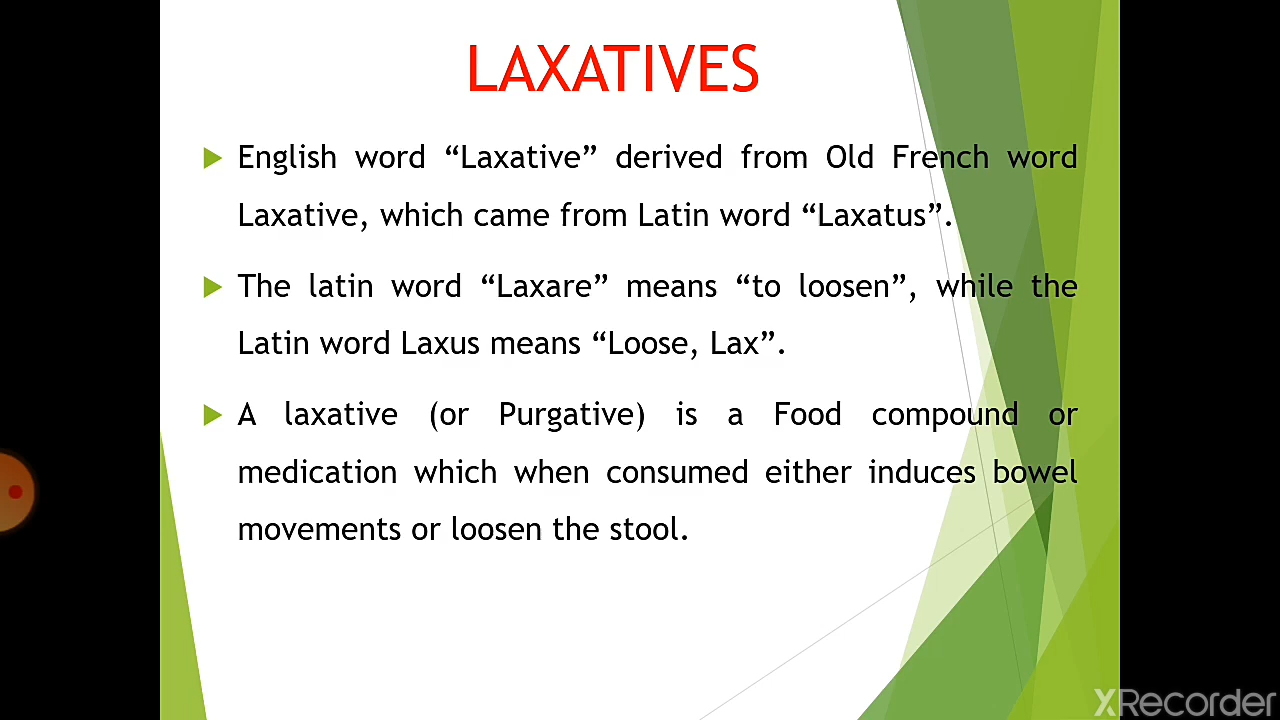 LAXATIVES
English word “Laxative” derived from Old French word
Laxative, which came from Latin word “Laxatus”.
The latin word “Laxare” means “to loosen”, while the
Latin word Laxus means “Loose, Lax”.
A laxative (or Purgative) is a Food compound or
medication which when consumed either induces bowel
movements or loosen the stool.
XRecorder